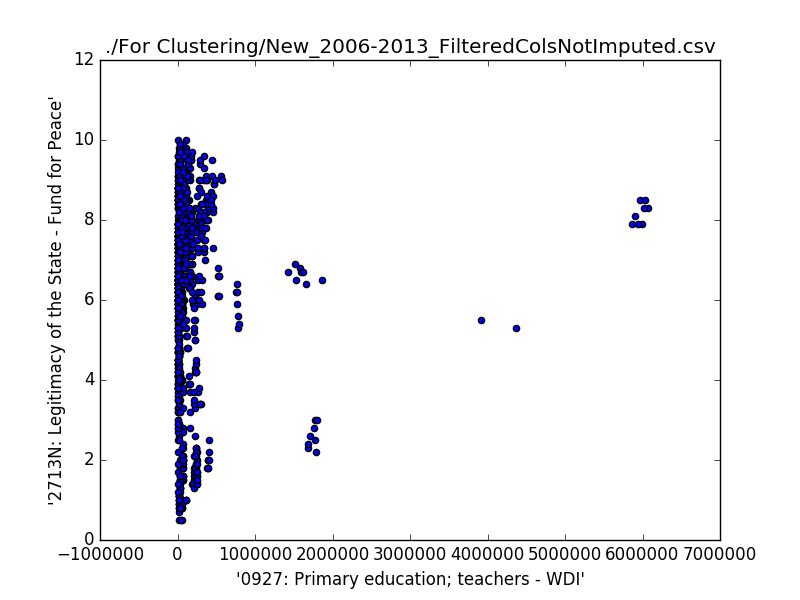 ./For Clustering/New_2006-2013_FilteredColsNotImputed.csv
12
10
8
6
4
2
0
'2713N: Legitimacy of the State - Fund for Peace'
−1000000 0 1000000 2000000 3000000 4000000 5000000 6000000 7000000
'0927: Primary education; teachers - WDI'